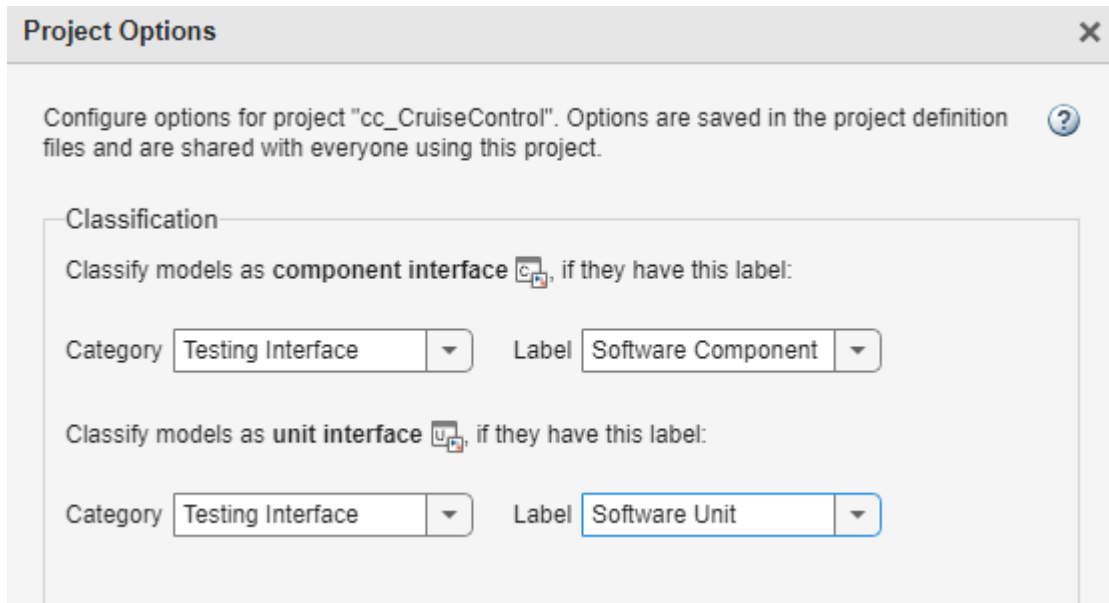 Project Options
Configure options for project "cc_CruiseControl". Options are saved in the project definition
files and are shared with everyone using this project.
Classification
Classify models as component interface, if they have this label:
Category Testing Interface Label Software Component
Classify models as unit interface, if they have this label:
Category Testing Interface Label Software Unit